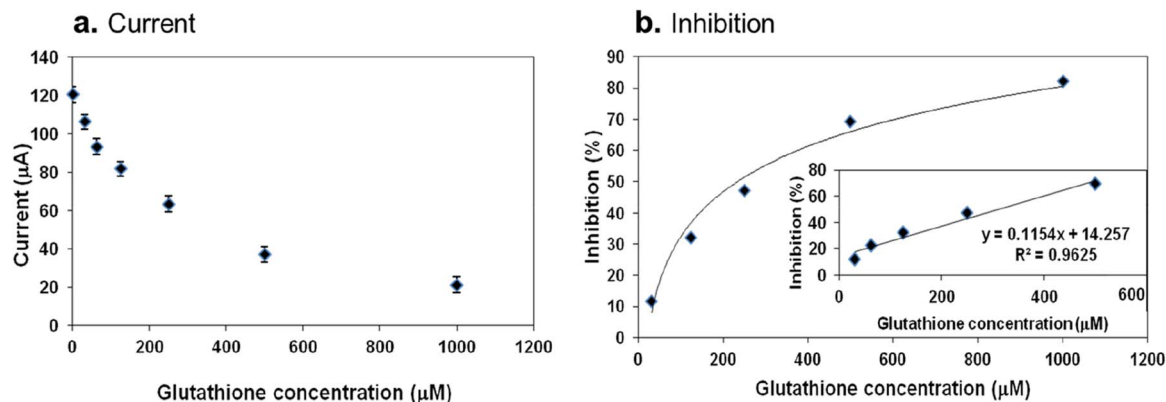 a. Current
140
120
100
80
60
40
20
0
Current (μA)
0 200 400 600 800 1000 1200
Glutathione concentration (μM)
b. Inhibition
90
80
70
60
50
40
30
20
10
0
Inhibition (%)
0 200 400 600 800 1000 1200
Glutathione concentration (μM)
80
60
40
20
0
Inhibition (%)
y = 0.1154x + 14.257
R² = 0.9625
0 200 400 600
Glutathione concentration (μM)